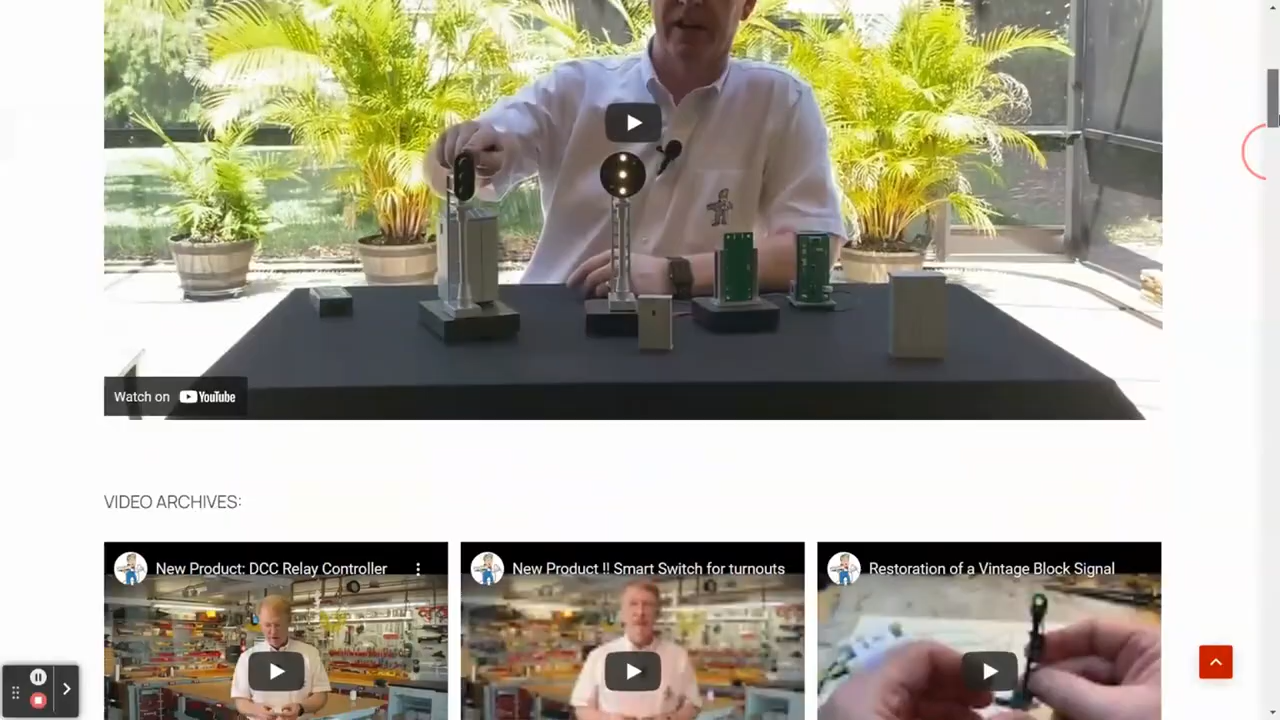 Watch on YouTube
VIDEO ARCHIVES:
New Product: DCC Relay Controller
New Product !! Smart Switch for turnouts
Restoration of a Vintage Block Signal